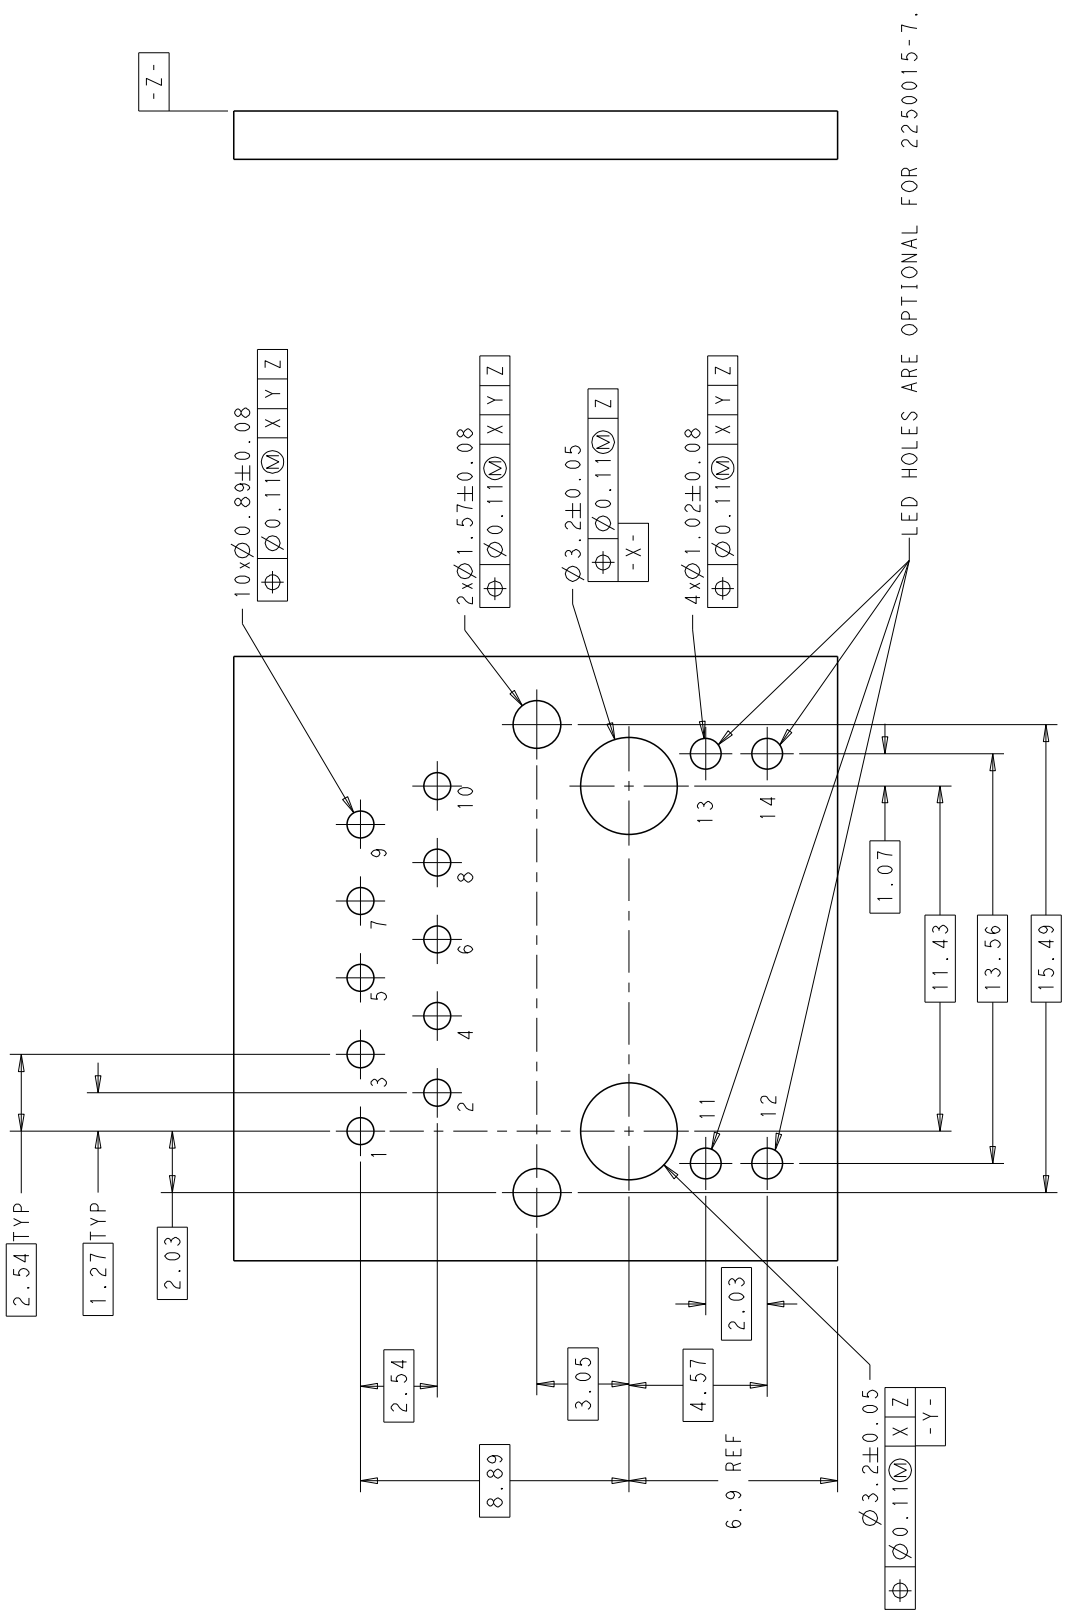 2.54 TYP
1.27 TYP
2.03
-Z-
10xØ0.89±0.08
⌖ Ø0.11Ⓜ X Y Z
2xØ1.57±0.08
⌖ Ø0.11Ⓜ X Y Z
Ø3.2±0.05
⌖ Ø0.11Ⓜ Z
-X-
4xØ1.02±0.08
⌖ Ø0.11Ⓜ X Y Z
LED HOLES ARE OPTIONAL FOR 2250015-7.
1
3
5
7
9
2
4
6
8
10
11
12
13
14
2.54
8.89
3.05
4.57
2.03
6.9 REF
1.07
11.43
13.56
15.49
Ø3.2±0.05
⌖ Ø0.11Ⓜ X Z
-Y-